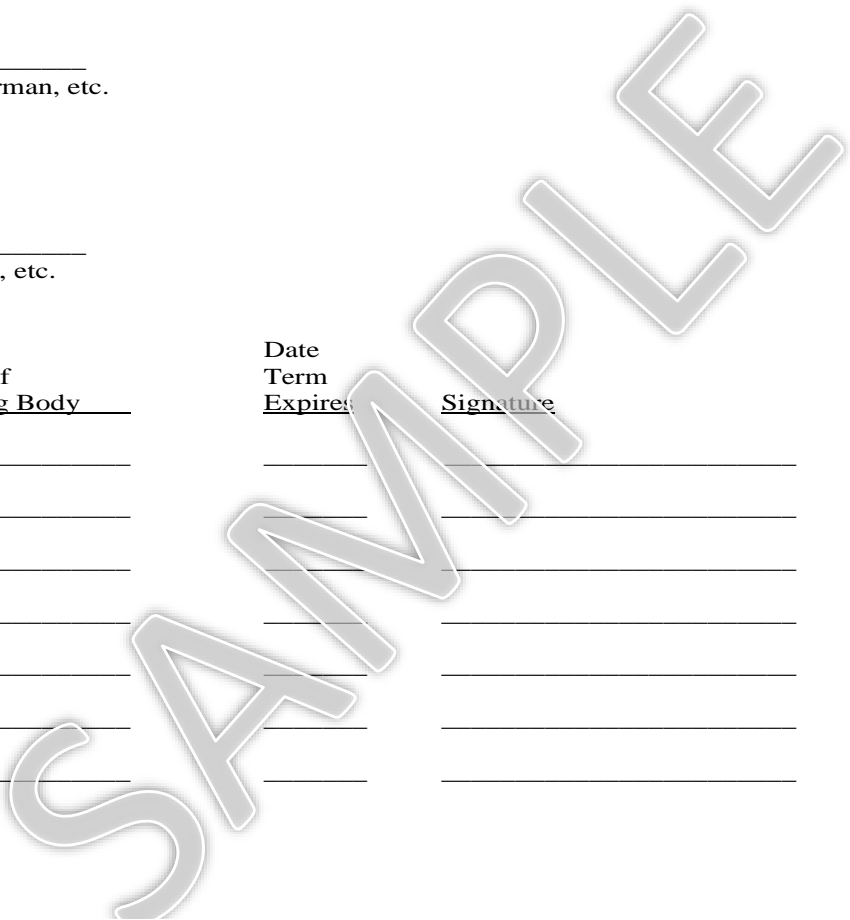 rman, etc.
, etc.
Date
f Term
g Body Expires Signature
SAMPLE